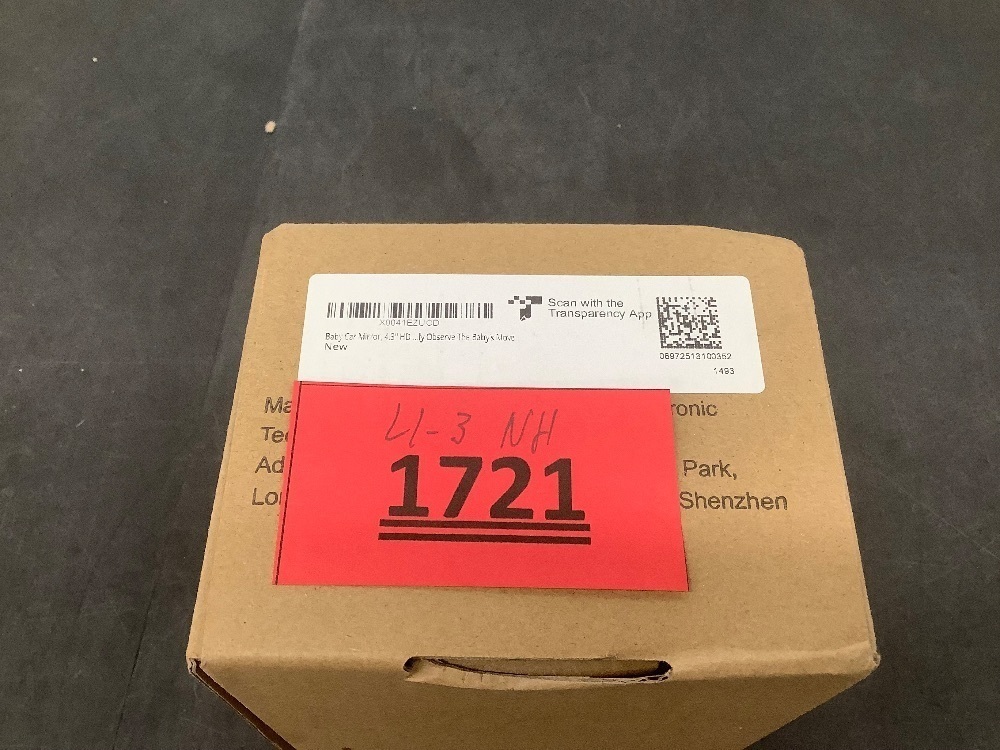 X0041EZUCD
Scan with the
Transparency App
Baby Car Mirror, 4.3" HD ...ly Observe The Baby's Move
New
06972513100352
1493
Ma
ronic
Te
L1-3 NH
1721
Ad
Park,
Lo
Shenzhen